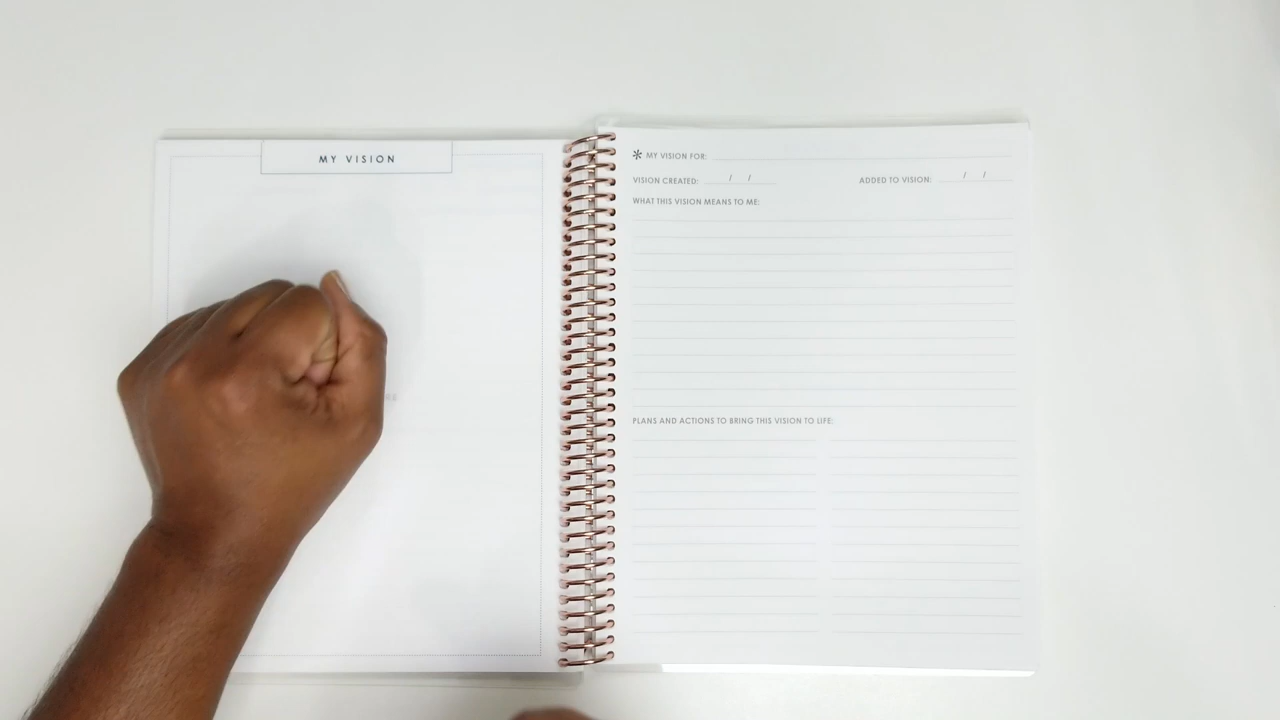 MY VISION
* MY VISION FOR:
VISION CREATED: / /
ADDED TO VISION: / /
WHAT THIS VISION MEANS TO ME:
PLANS AND ACTIONS TO BRING THIS VISION TO LIFE: